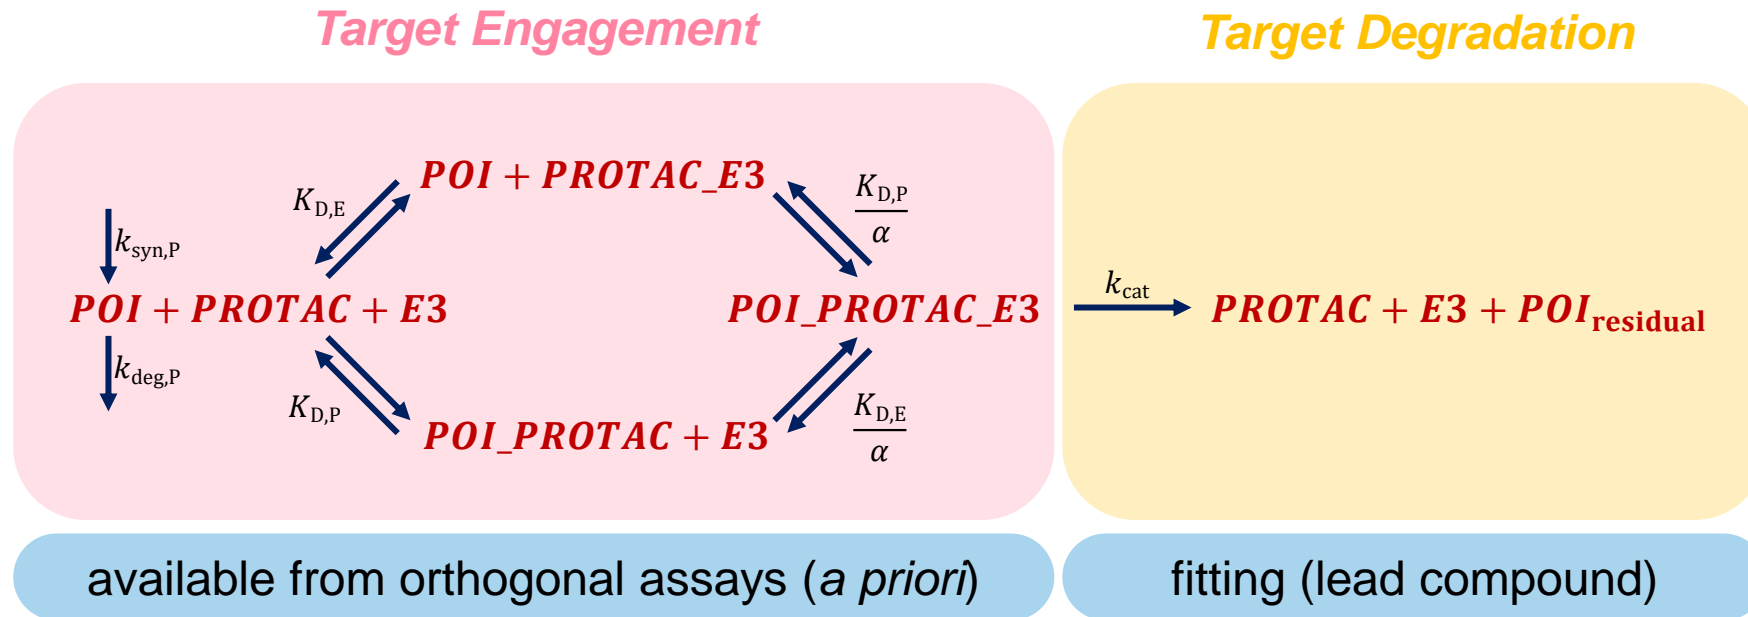 Target Engagement
Target Degradation
POI + PROTAC_E3
K_D,E
K_D,P
α
k_syn,P
POI + PROTAC + E3
POI_PROTAC_E3
k_cat
PROTAC + E3 + POI_residual
k_deg,P
K_D,P
K_D,E
α
POI_PROTAC + E3
available from orthogonal assays (a priori)
fitting (lead compound)